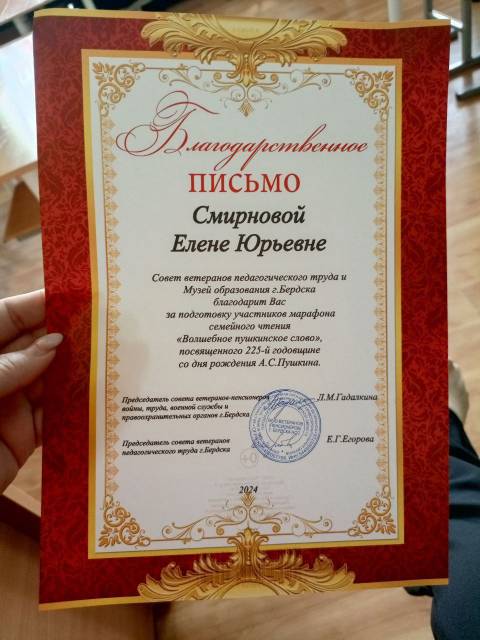 Благодарственное
ПИСЬМО
Смирновой
Елене Юрьевне
Совет ветеранов педагогического труда и
Музей образования г.Бердска
благодарит Вас
за подготовку участников марафона
семейного чтения
«Волшебное пушкинское слово»,
посвященного 225-й годовщине
со дня рождения А.С.Пушкина.
Председатель совета ветеранов-пенсионеров
войны, труда, военной службы и
правоохранительных органов г.Бердска
Л.М.Гадалкина
Председатель совета ветеранов
педагогического труда г.Бердска
Е.Г.Егорова
2024